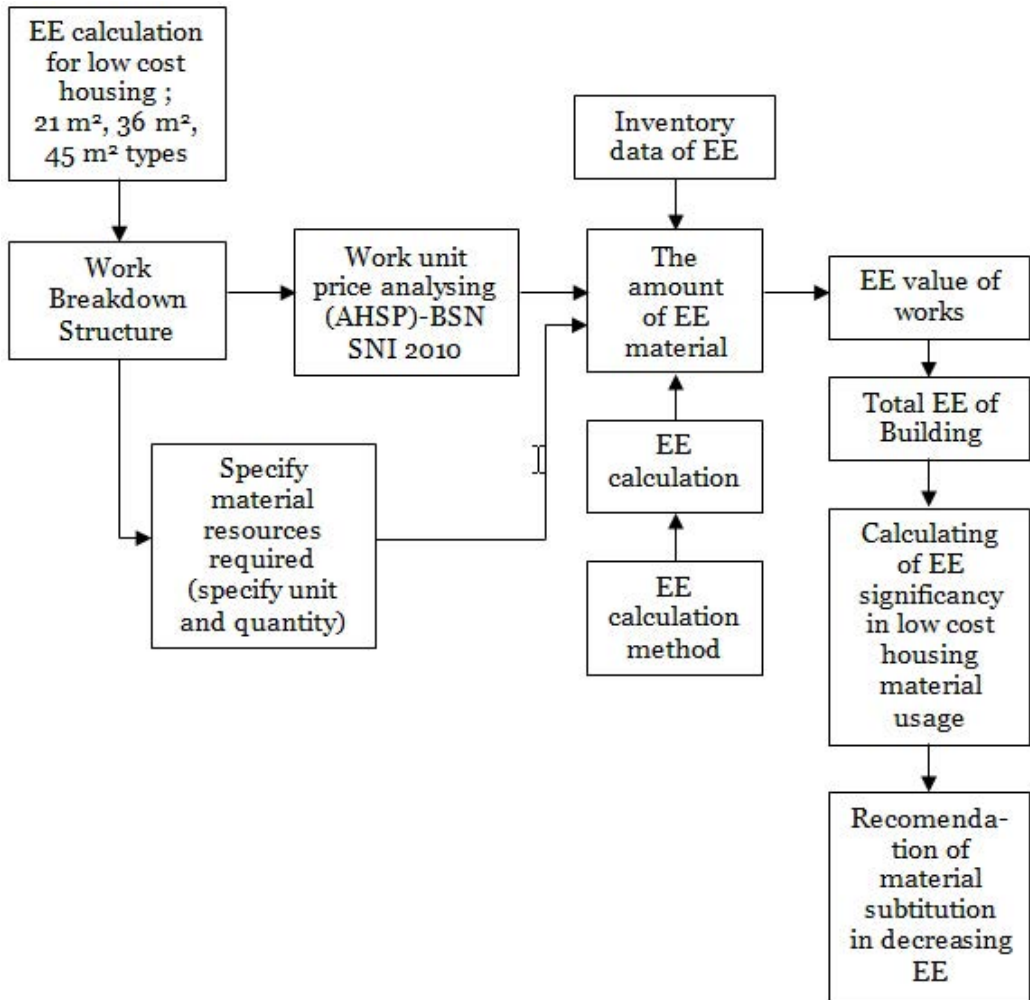 EE calculation
for low cost
housing ;
21 m², 36 m²,
45 m² types
Inventory
data of EE
Work
Breakdown
Structure
Work unit
price analysing
(AHSP)-BSN
SNI 2010
The
amount
of EE
material
EE value of
works
Total EE of
Building
Specify
material
resources
required
(specify unit
and quantity)
EE
calculation
EE
calculation
method
Calculating
of EE
significancy
in low cost
housing
material
usage
Recomenda-
tion of
material
subtitution
in decreasing
EE